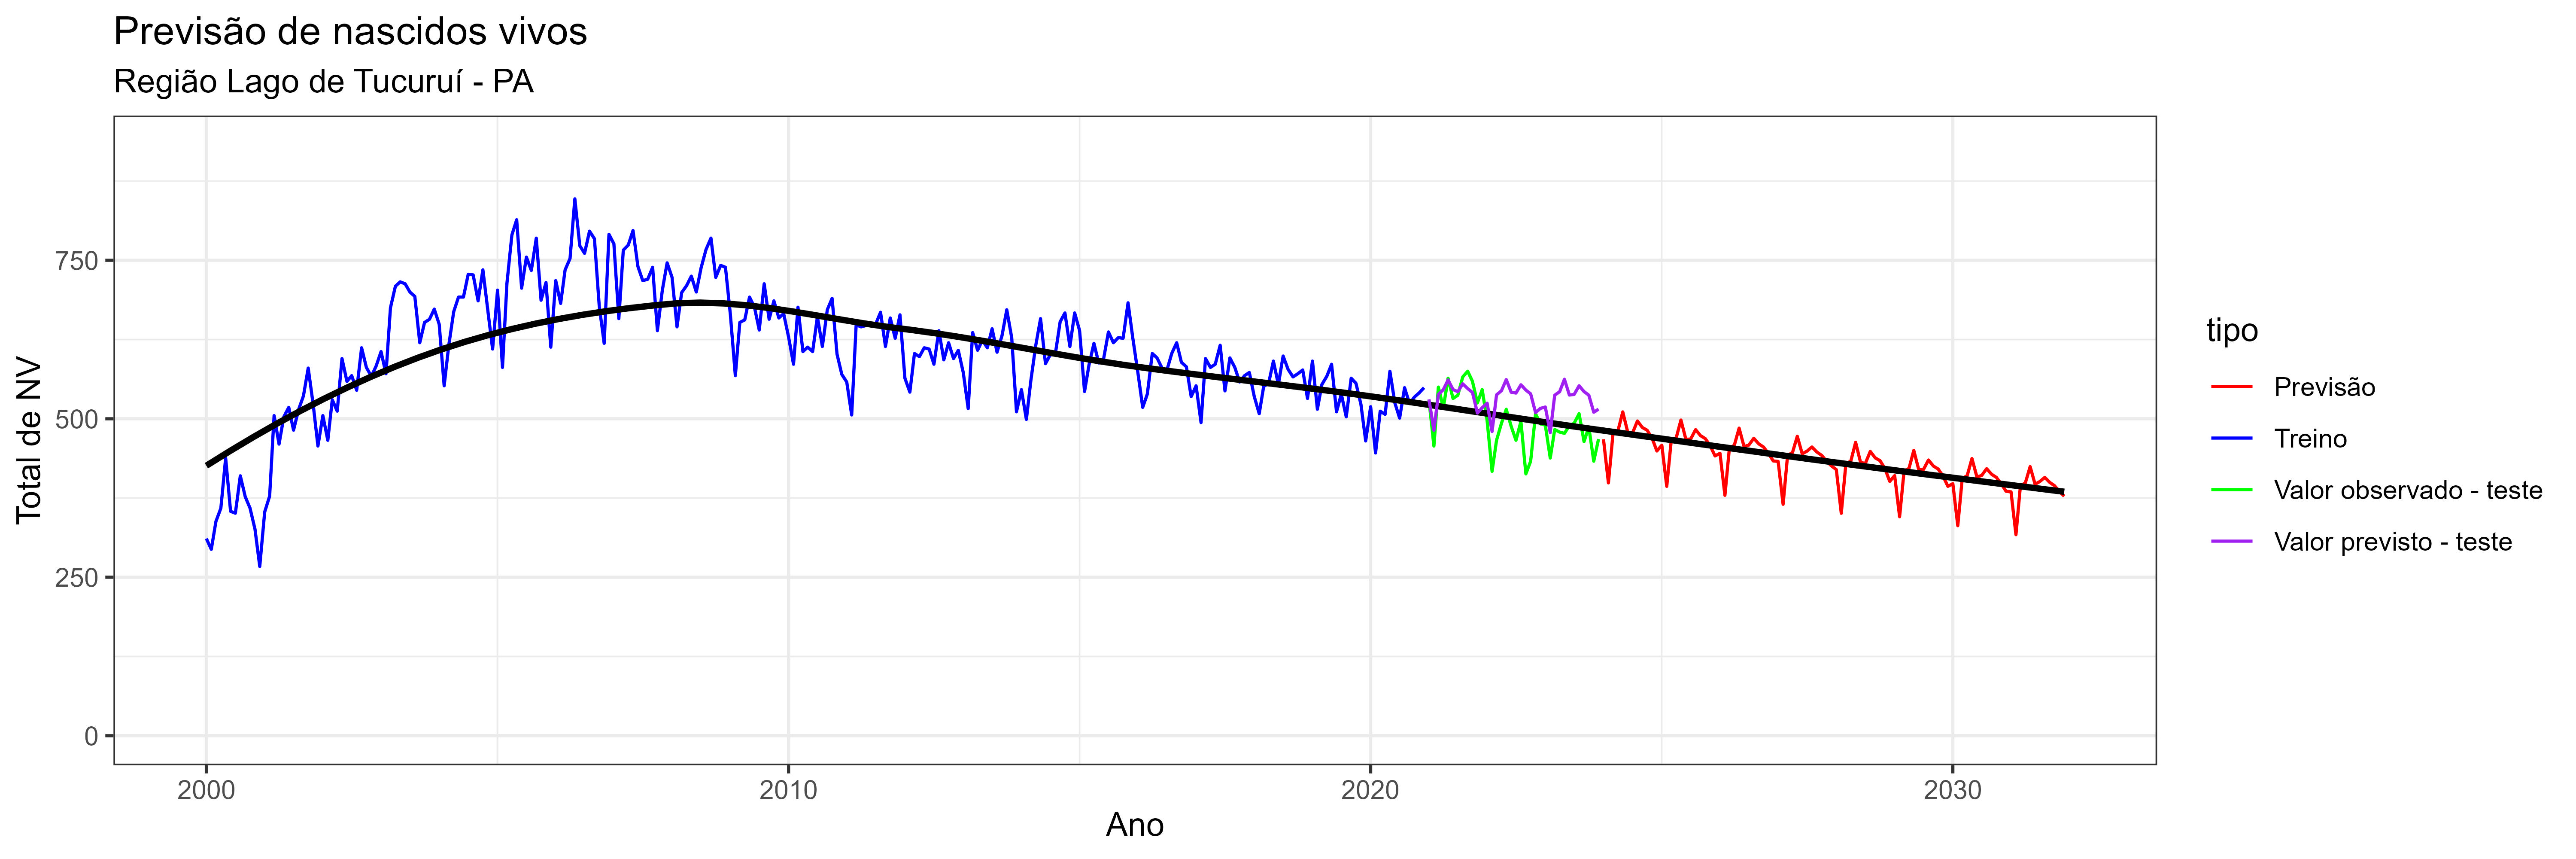 Previsão de nascidos vivos
Região Lago de Tucuruí - PA
Total de NV
750
500
250
0
2000
2010
2020
2030
Ano
tipo
Previsão
Treino
Valor observado - teste
Valor previsto - teste